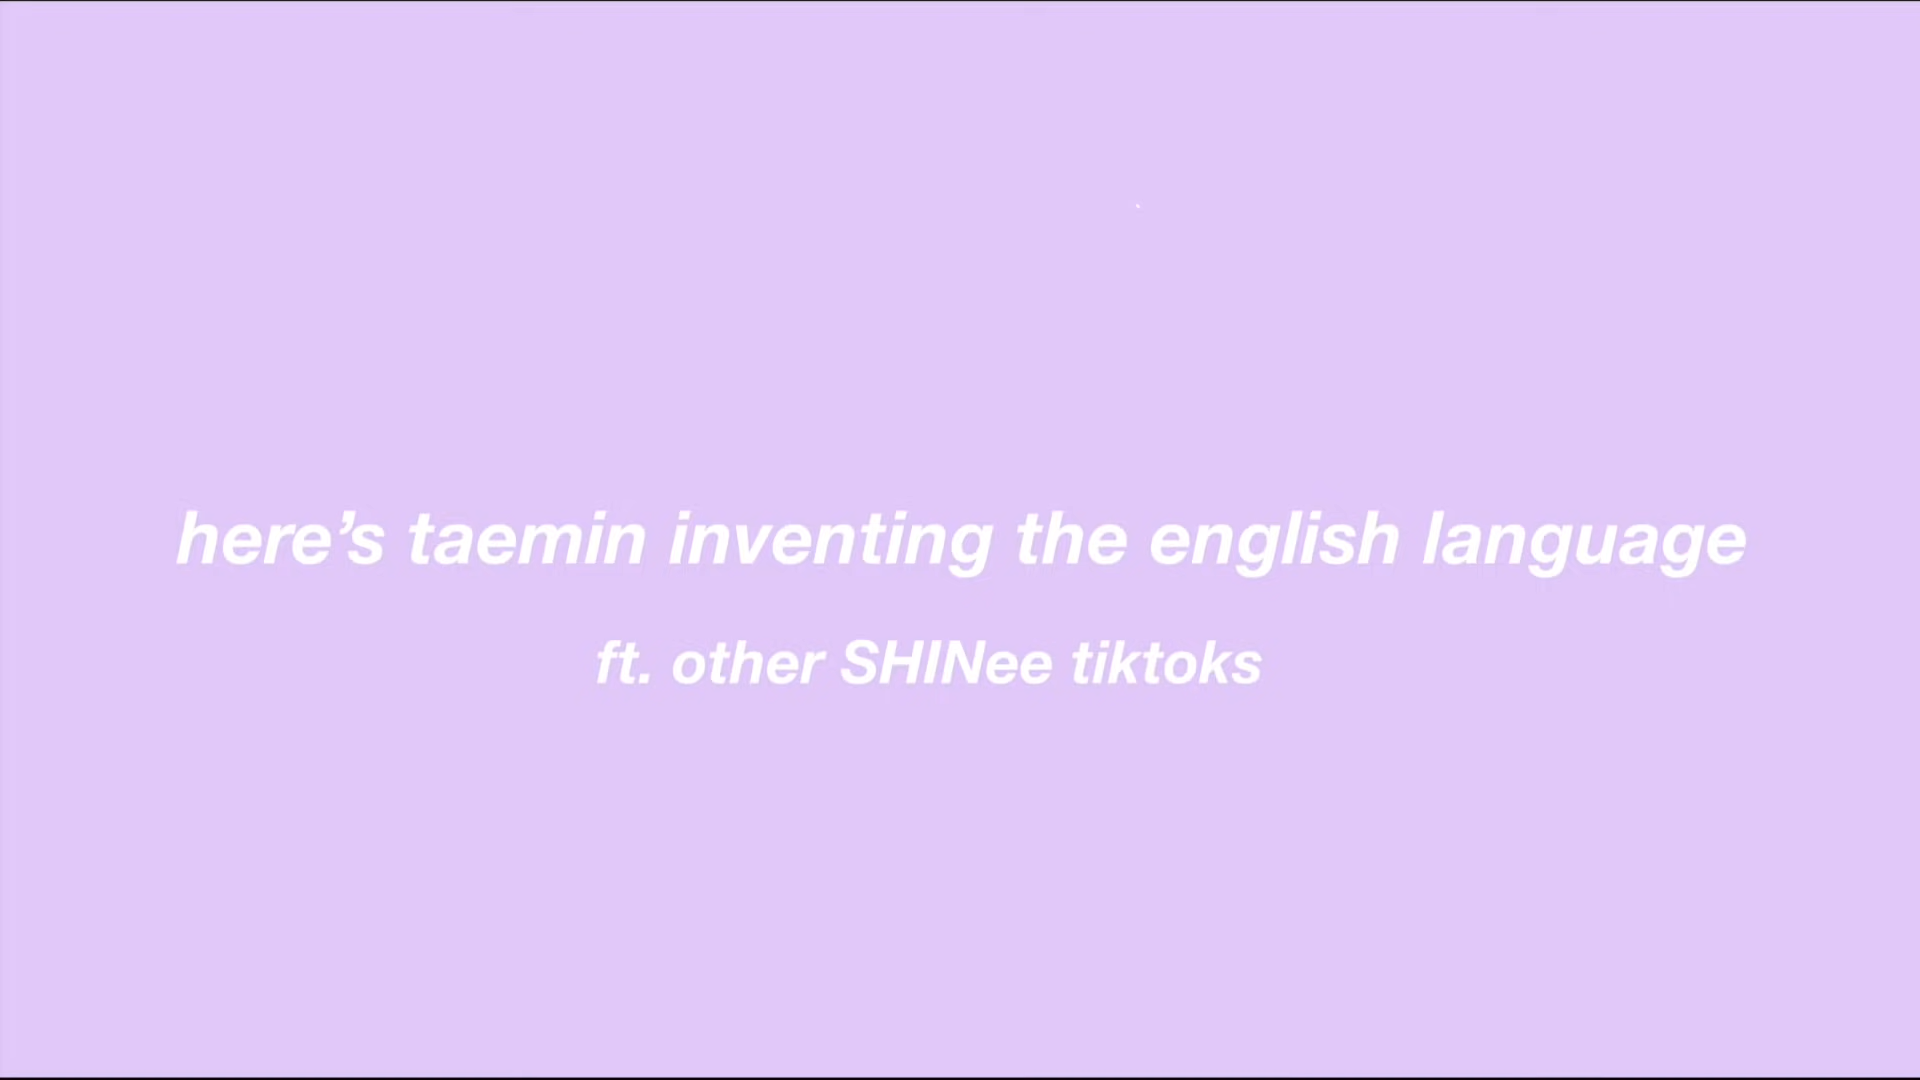 here’s taemin inventing the english language
ft. other SHINee tiktoks